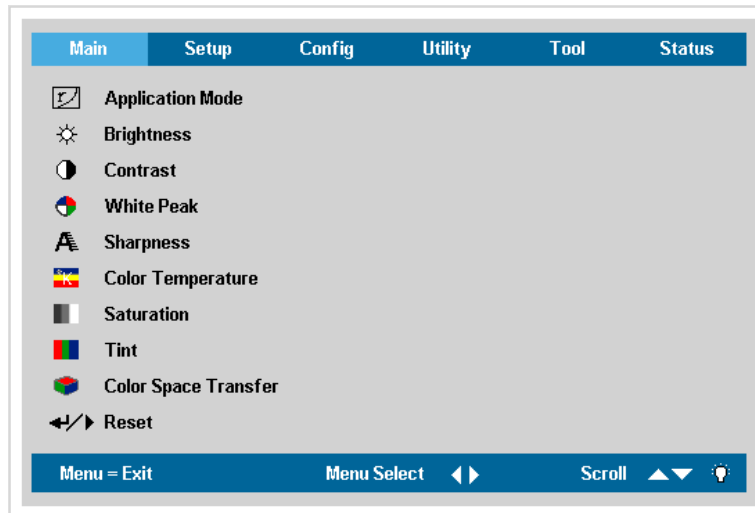 Main Setup Config Utility Tool Status
Application Mode
Brightness
Contrast
White Peak
Sharpness
Color Temperature
Saturation
Tint
Color Space Transfer
Reset
Menu = Exit Menu Select Scroll